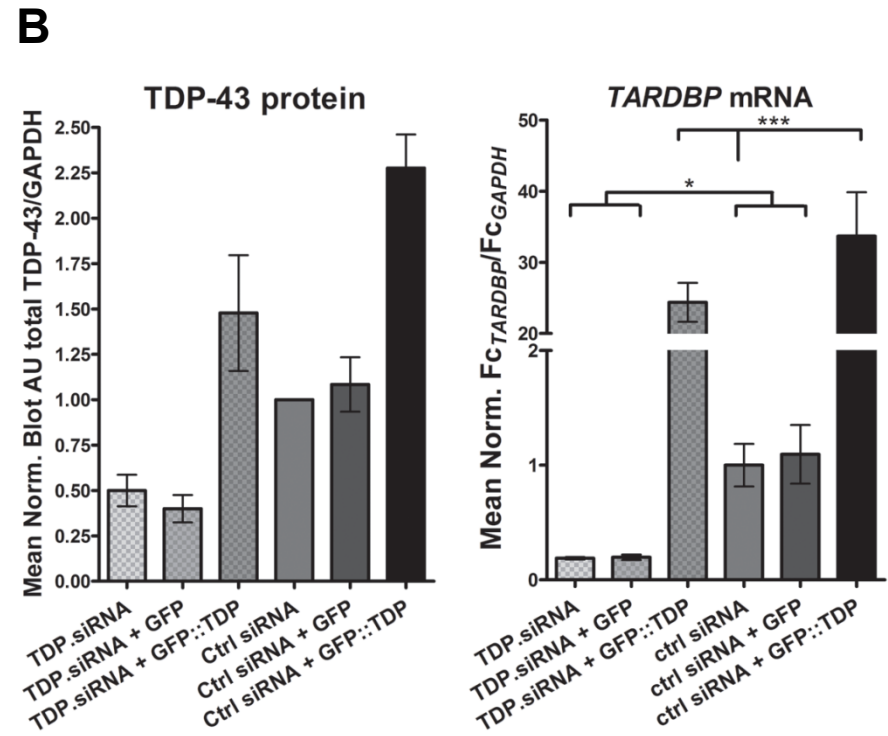 B
TDP-43 protein
Mean Norm. Blot AU total TDP-43/GAPDH
2.50
2.25
2.00
1.75
1.50
1.25
1.00
0.75
0.50
0.25
0.00
TDP.siRNA
TDP.siRNA + GFP
TDP.siRNA + GFP::TDP
Ctrl siRNA
Ctrl siRNA + GFP
Ctrl siRNA + GFP::TDP
TARDBP mRNA
Mean Norm. FcTARDBP/FcGAPDH
50
40
30
20
2
1
0
***
*
TDP.siRNA
TDP.siRNA + GFP
TDP.siRNA + GFP::TDP
ctrl siRNA
ctrl siRNA + GFP
ctrl siRNA + GFP::TDP